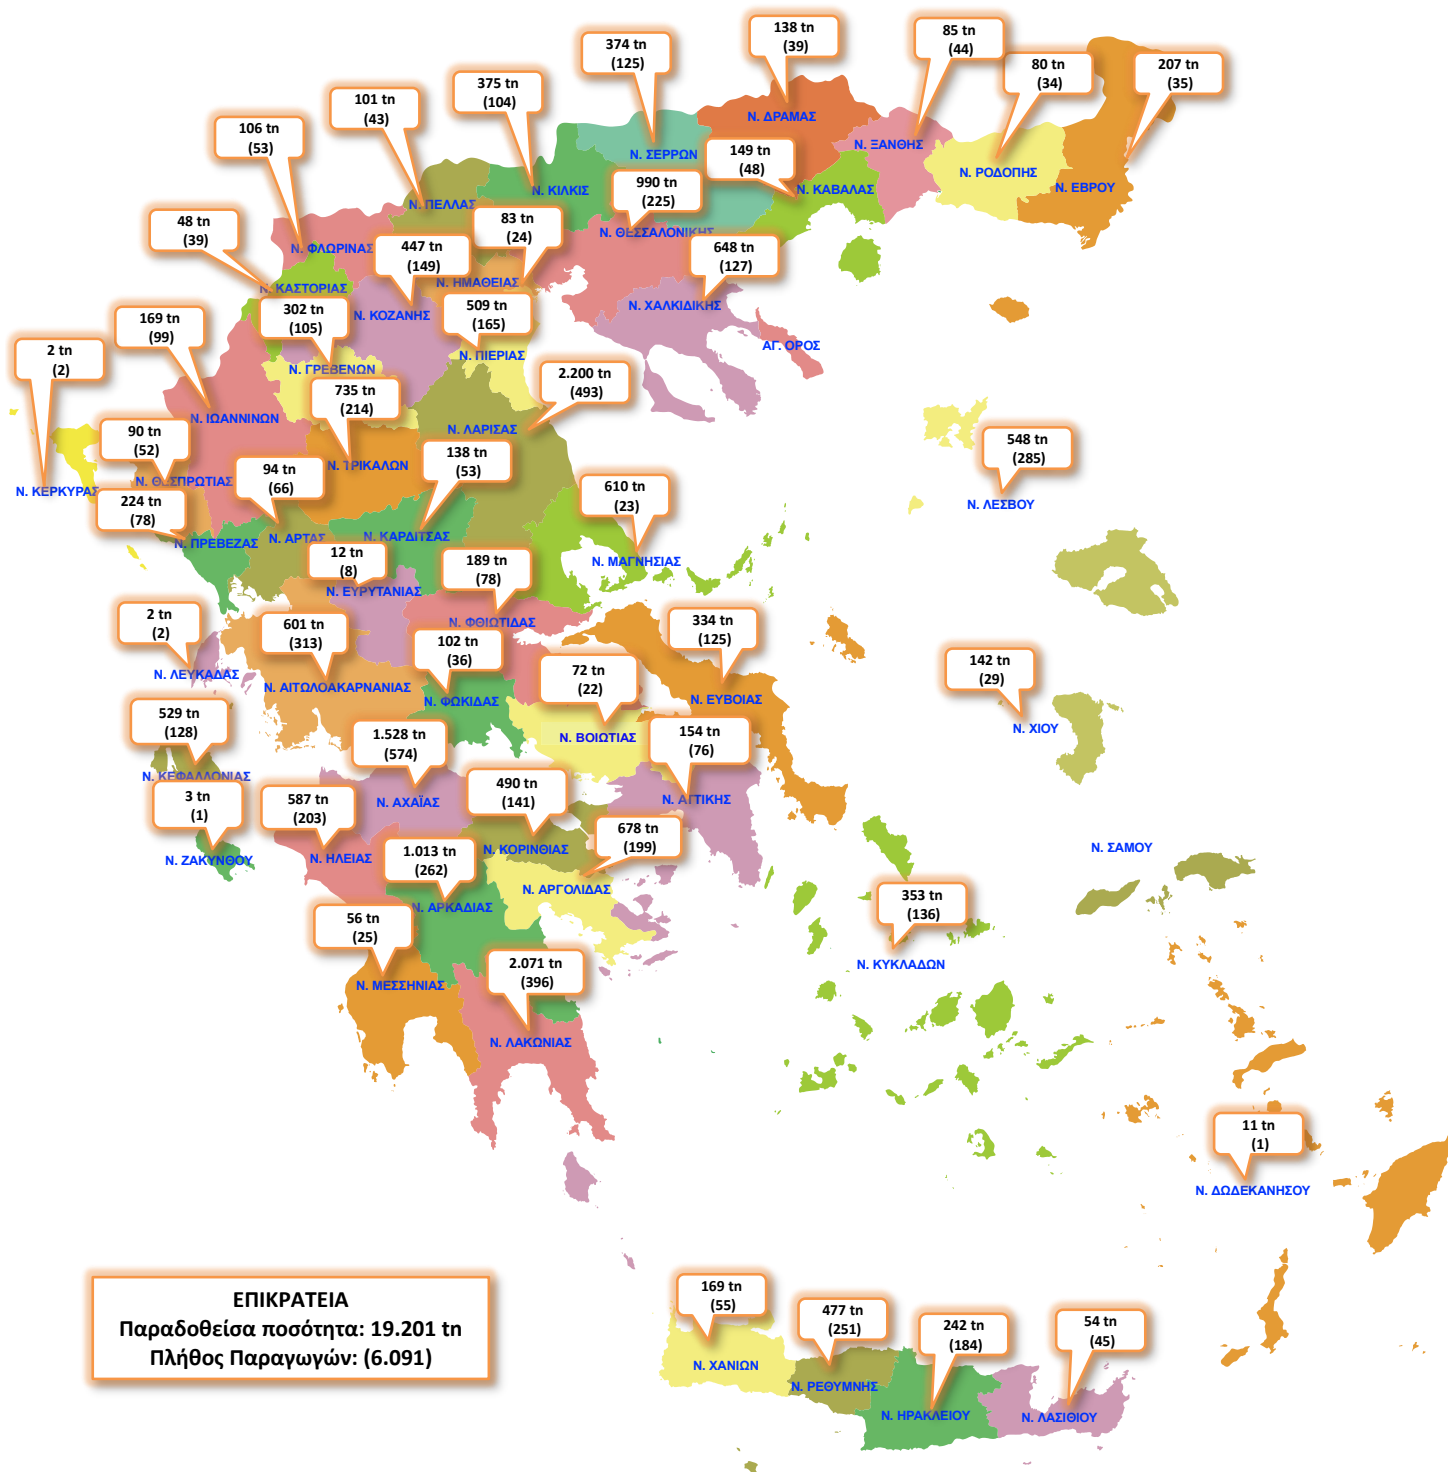 138 tn
(39)
85 tn
(44)
374 tn
(125)
80 tn
(34)
207 tn
(35)
375 tn
(104)
101 tn
(43)
106 tn
(53)
Ν. ΔΡΑΜΑΣ
Ν. ΞΑΝΘΗΣ
Ν. ΣΕΡΡΩΝ
149 tn
(48)
Ν. ΡΟΔΟΠΗΣ
Ν. ΕΒΡΟΥ
Ν. ΚΑΒΑΛΑΣ
Ν. ΚΙΛΚΙΣ
990 tn
(225)
Ν. ΠΕΛΛΑΣ
48 tn
(39)
83 tn
(24)
Ν. ΘΕΣΣΑΛΟΝΙΚΗΣ
Ν. ΦΛΩΡΙΝΑΣ
447 tn
(149)
648 tn
(127)
Ν. ΗΜΑΘΕΙΑΣ
Ν. ΚΑΣΤΟΡΙΑΣ
302 tn
(105)
Ν. ΚΟΖΑΝΗΣ
509 tn
(165)
Ν. ΧΑΛΚΙΔΙΚΗΣ
169 tn
(99)
ΑΓ. ΟΡΟΣ
2 tn
(2)
Ν. ΠΙΕΡΙΑΣ
Ν. ΓΡΕΒΕΝΩΝ
2.200 tn
(493)
735 tn
(214)
Ν. ΙΩΑΝΝΙΝΩΝ
Ν. ΛΑΡΙΣΑΣ
90 tn
(52)
548 tn
(285)
138 tn
(53)
Ν. ΤΡΙΚΑΛΩΝ
94 tn
(66)
Ν. ΚΕΡΚΥΡΑΣ
Ν. ΘΕΣΠΡΩΤΙΑΣ
610 tn
(23)
Ν. ΛΕΣΒΟΥ
224 tn
(78)
Ν. ΠΡΕΒΕΖΑΣ
Ν. ΑΡΤΑΣ
Ν. ΚΑΡΔΙΤΣΑΣ
12 tn
(8)
189 tn
(78)
Ν. ΜΑΓΝΗΣΙΑΣ
Ν. ΕΥΡΥΤΑΝΙΑΣ
2 tn
(2)
601 tn
(313)
Ν. ΦΘΙΩΤΙΔΑΣ
334 tn
(125)
102 tn
(36)
142 tn
(29)
Ν. ΛΕΥΚΑΔΑΣ
72 tn
(22)
Ν. ΑΙΤΩΛΟΑΚΑΡΝΑΝΙΑΣ
Ν. ΦΩΚΙΔΑΣ
Ν. ΕΥΒΟΙΑΣ
529 tn
(128)
Ν. ΧΙΟΥ
1.528 tn
(574)
Ν. ΒΟΙΩΤΙΑΣ
154 tn
(76)
Ν. ΚΕΦΑΛΛΟΝΙΑΣ
490 tn
(141)
3 tn
(1)
587 tn
(203)
Ν. ΑΧΑΪΑΣ
Ν. ΑΤΤΙΚΗΣ
678 tn
(199)
Ν. ΖΑΚΥΝΘΟΥ
Ν. ΗΛΕΙΑΣ
1.013 tn
(262)
Ν. ΚΟΡΙΝΘΙΑΣ
Ν. ΣΑΜΟΥ
Ν. ΑΡΓΟΛΙΔΑΣ
353 tn
(136)
Ν. ΑΡΚΑΔΙΑΣ
56 tn
(25)
Ν. ΚΥΚΛΑΔΩΝ
2.071 tn
(396)
Ν. ΜΕΣΣΗΝΙΑΣ
Ν. ΛΑΚΩΝΙΑΣ
11 tn
(1)
Ν. ΔΩΔΕΚΑΝΗΣΟΥ
ΕΠΙΚΡΑΤΕΙΑ
Παραδοθείσα ποσότητα: 19.201 tn
Πλήθος Παραγωγών: (6.091)
169 tn
(55)
477 tn
(251)
242 tn
(184)
54 tn
(45)
Ν. ΧΑΝΙΩΝ
Ν. ΡΕΘΥΜΝΗΣ
Ν. ΗΡΑΚΛΕΙΟΥ
Ν. ΛΑΣΙΘΙΟΥ